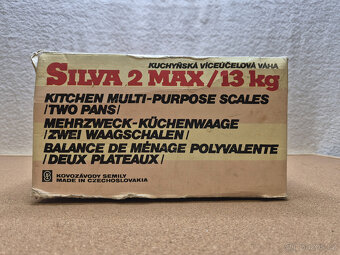 KUCHYŇSKÁ VÍCEÚČELOVÁ VÁHA
SILVA 2 MAX/13 kg
KITCHEN MULTI-PURPOSE SCALES
/TWO PANS/
MEHRZWECK-KÜCHENWAAGE
/ZWEI WAAGSCHALEN/
BALANCE DE MÉNAGE POLYVALENTE
/DEUX PLATEAUX/
KOVOZÁVODY SEMILY
MADE IN CZECHOSLOVAKIA